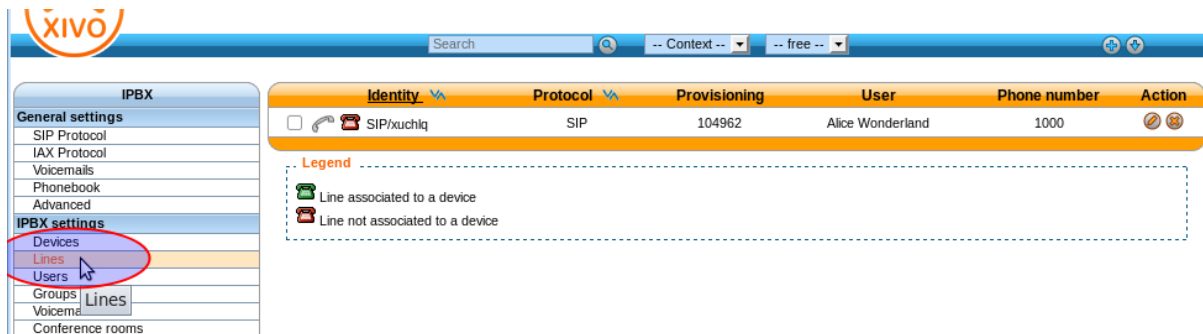 XIVO
Search
-- Context --
-- free --
IPBX
General settings
SIP Protocol
IAX Protocol
Voicemails
Phonebook
Advanced
IPBX settings
Devices
Lines
Users
Groups
Voicema
Conference rooms
Lines
Identity Protocol Provisioning User Phone number Action
SIP/xuchlq SIP 104962 Alice Wonderland 1000
Legend
Line associated to a device
Line not associated to a device